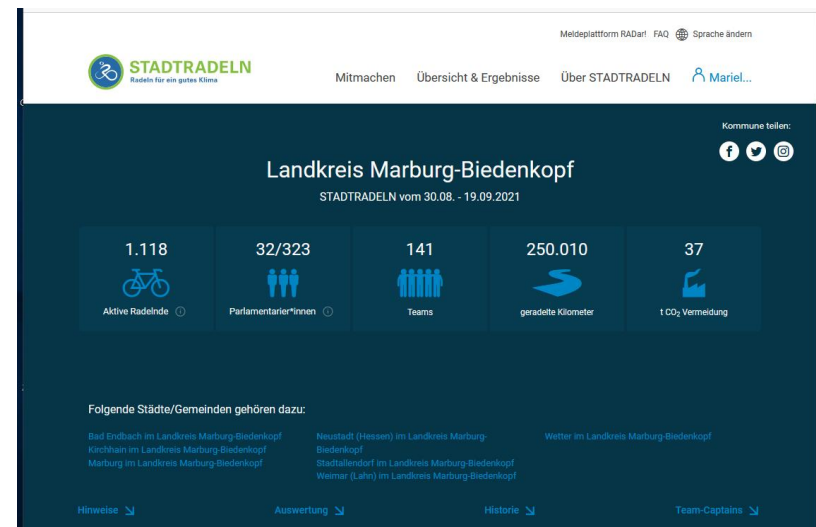 Meldeplattform RADar! FAQ Sprache ändern
STADTRADELN
Radeln für ein gutes Klima
Mitmachen Übersicht & Ergebnisse Über STADTRADELN Mariel...
Kommune teilen:
Landkreis Marburg-Biedenkopf
STADTRADELN vom 30.08. - 19.09.2021
1.118 32/323 141 250.010 37
Aktive Radelnde Parlamentarier*innen Teams geradelte Kilometer t CO₂ Vermeidung
Folgende Städte/Gemeinden gehören dazu:
Bad Endbach im Landkreis Marburg-Biedenkopf
Kirchhain im Landkreis Marburg-Biedenkopf
Marburg im Landkreis Marburg-Biedenkopf
Neustadt (Hessen) im Landkreis Marburg-
Biedenkopf
Stadtallendorf im Landkreis Marburg-Biedenkopf
Weimar (Lahn) im Landkreis Marburg-Biedenkopf
Wetter im Landkreis Marburg-Biedenkopf
Hinweise Auswertung Historie Team-Captains